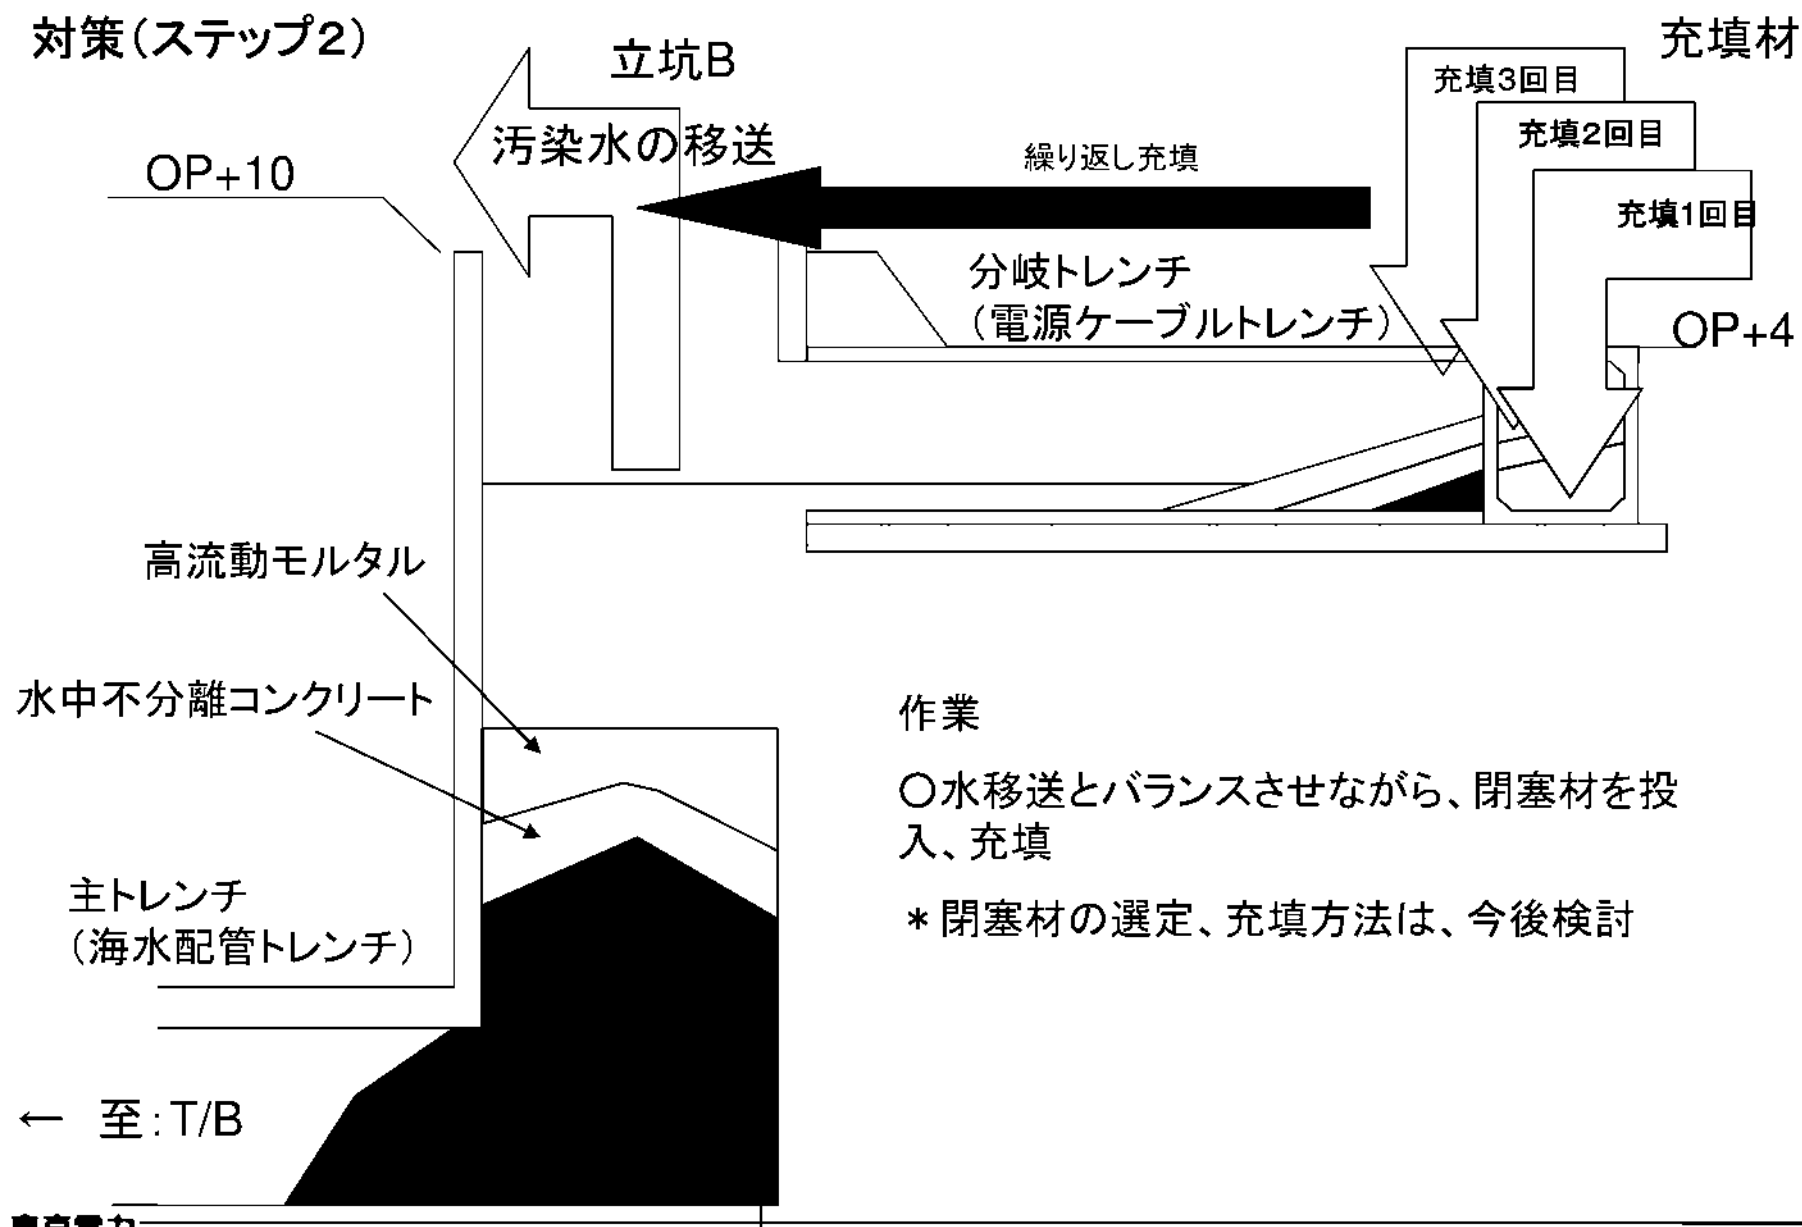 対策(ステップ2)
立坊B
充填材
充填3回目
充填2回目
充填1回目
汚染水の移送
繰り返し充填
OP+10
分岐トレンチ
(電源ケーブルトレンチ)
OP+4
高流動モルタル
水中不分離コンクリート
作業
○水移送とバランスさせながら、閉塞材を投
入、充填
*閉塞材の選定、充填方法は、今後検討
主トレンチ
(海水配管トレンチ)
← 至:T/B